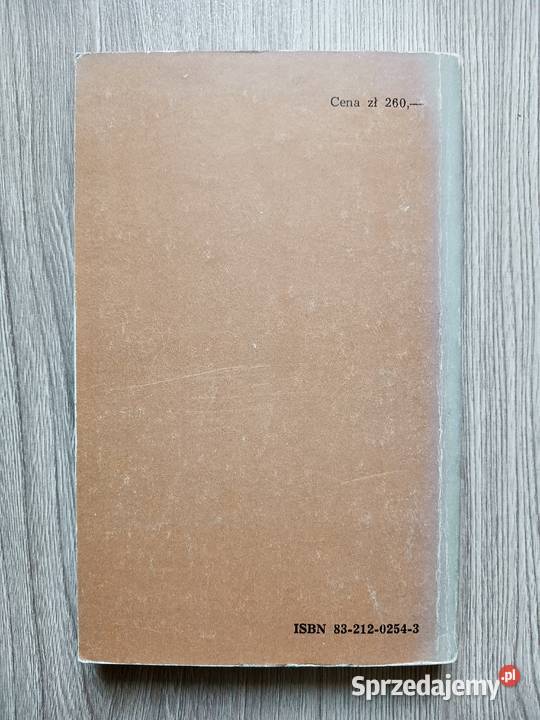 Cena zł 260,—
ISBN 83-212-0254-3
Sprzedajemy.pl